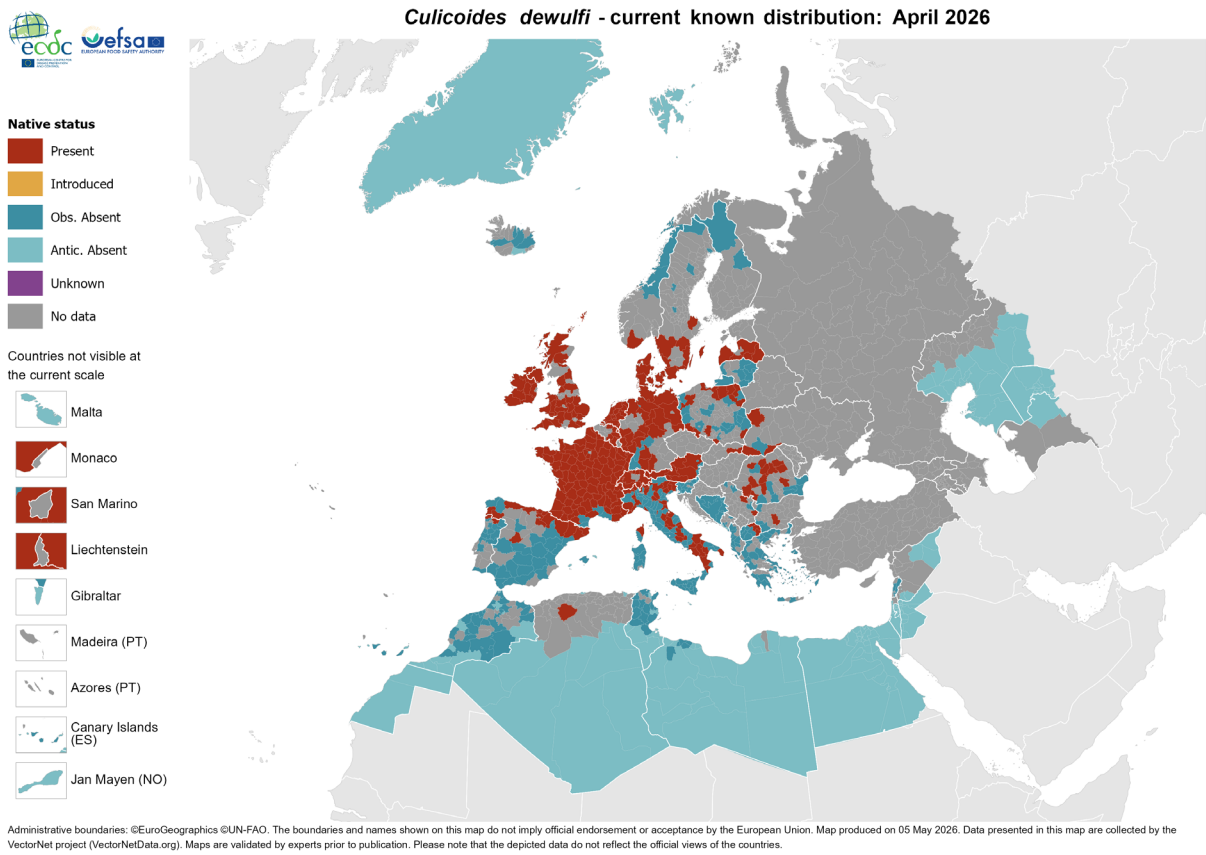 Culicoides dewulfi - current known distribution: April 2026
ecdc
efsa
EUROPEAN FOOD SAFETY AUTHORITY
Native status
Present
Introduced
Obs. Absent
Antic. Absent
Unknown
No data
Countries not visible at
the current scale
Malta
Monaco
San Marino
Liechtenstein
Gibraltar
Madeira (PT)
Azores (PT)
Canary Islands
(ES)
Jan Mayen (NO)
Administrative boundaries: ©EuroGeographics ©UN-FAO. The boundaries and names shown on this map do not imply official endorsement or acceptance by the European Union. Map produced on 05 May 2026. Data presented in this map are collected by the
VectorNet project (VectorNetData.org). Maps are validated by experts prior to publication. Please note that the depicted data do not reflect the official views of the countries.